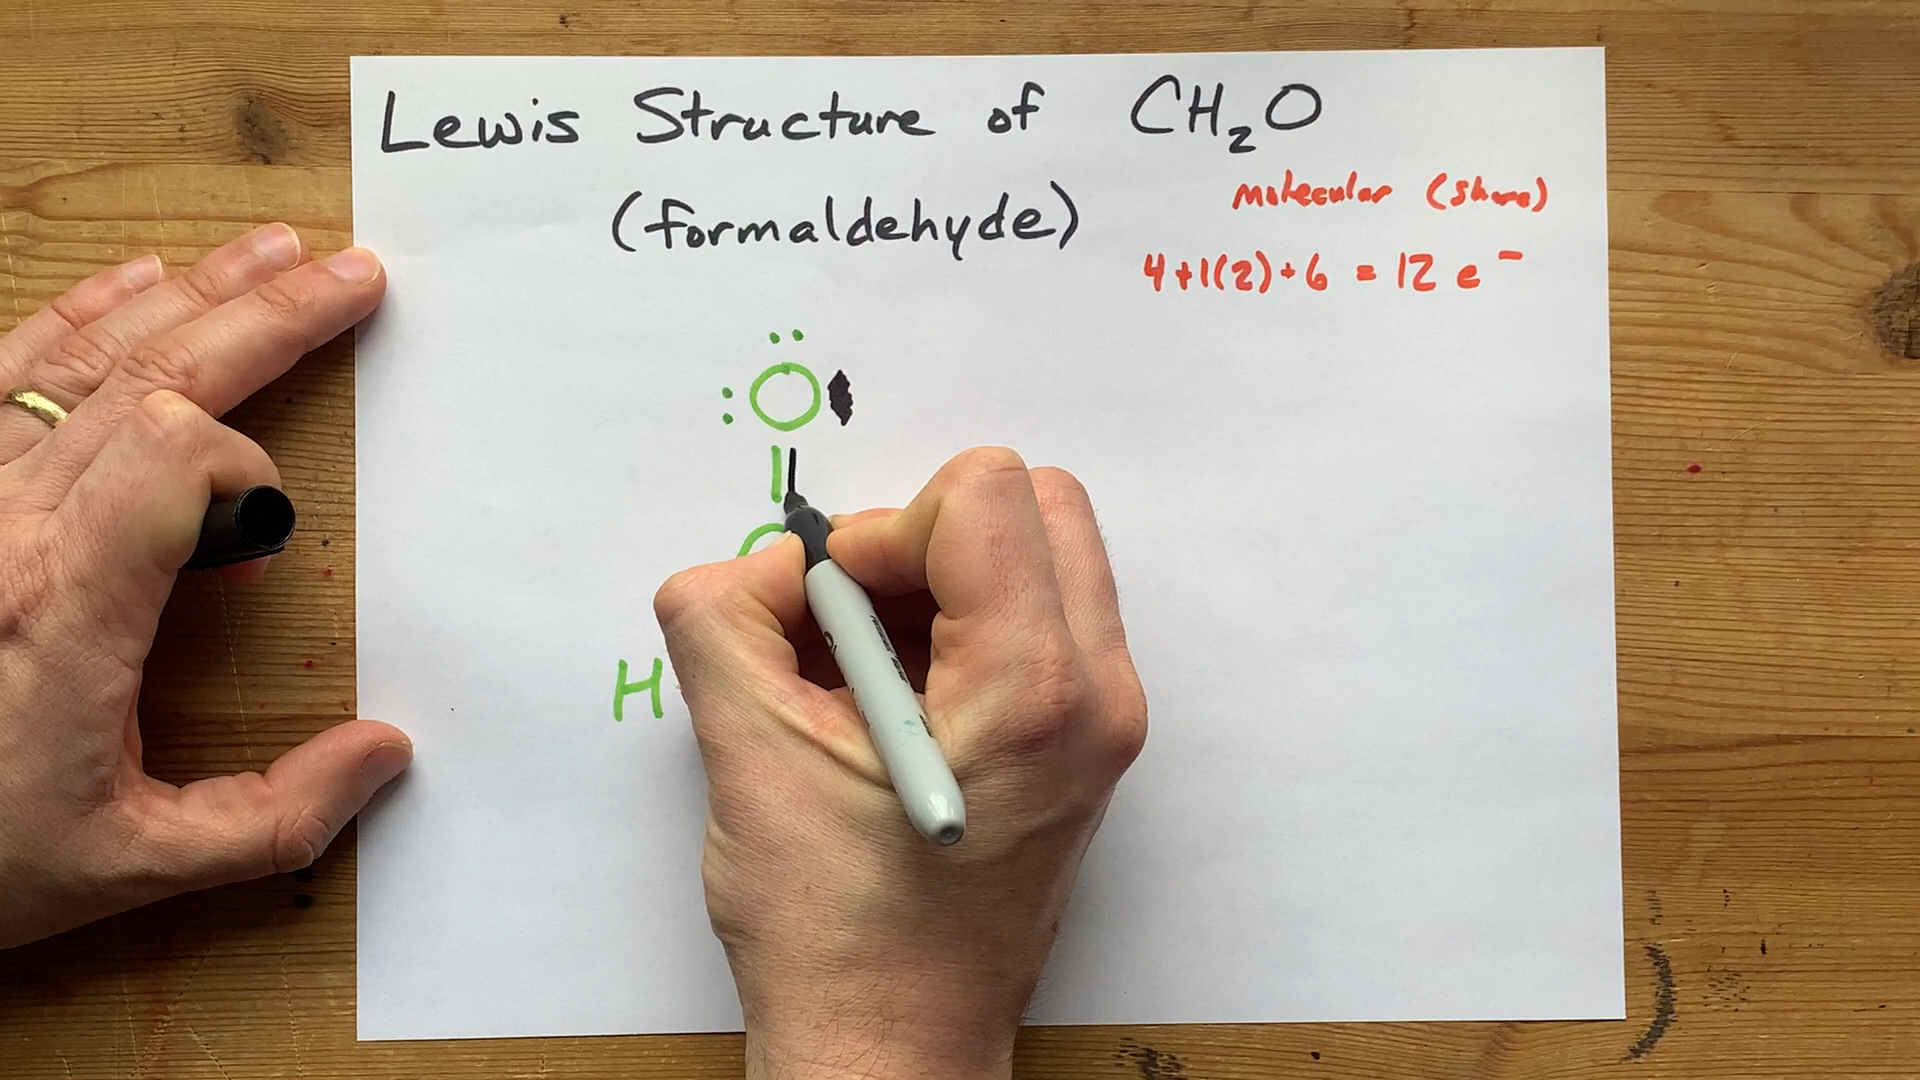 Lewis Structure of CH₂O
(formaldehyde)
molecular (share)
4+1(2)+6 = 12 e⁻
O
H